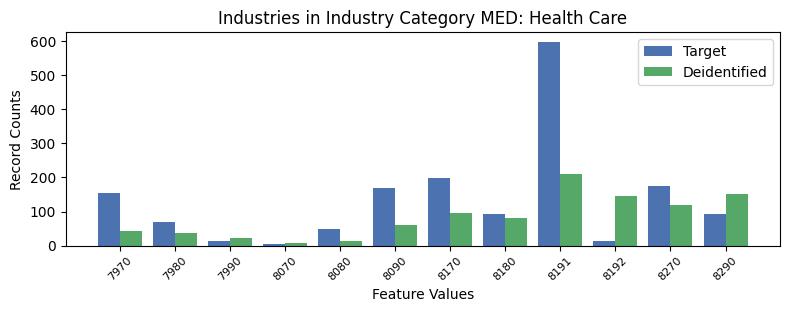 Industries in Industry Category MED: Health Care
Target
Deidentified
Record Counts
600
500
400
300
200
100
0
7970 7980 7990 8070 8080 8090 8170 8180 8191 8192 8270 8290
Feature Values